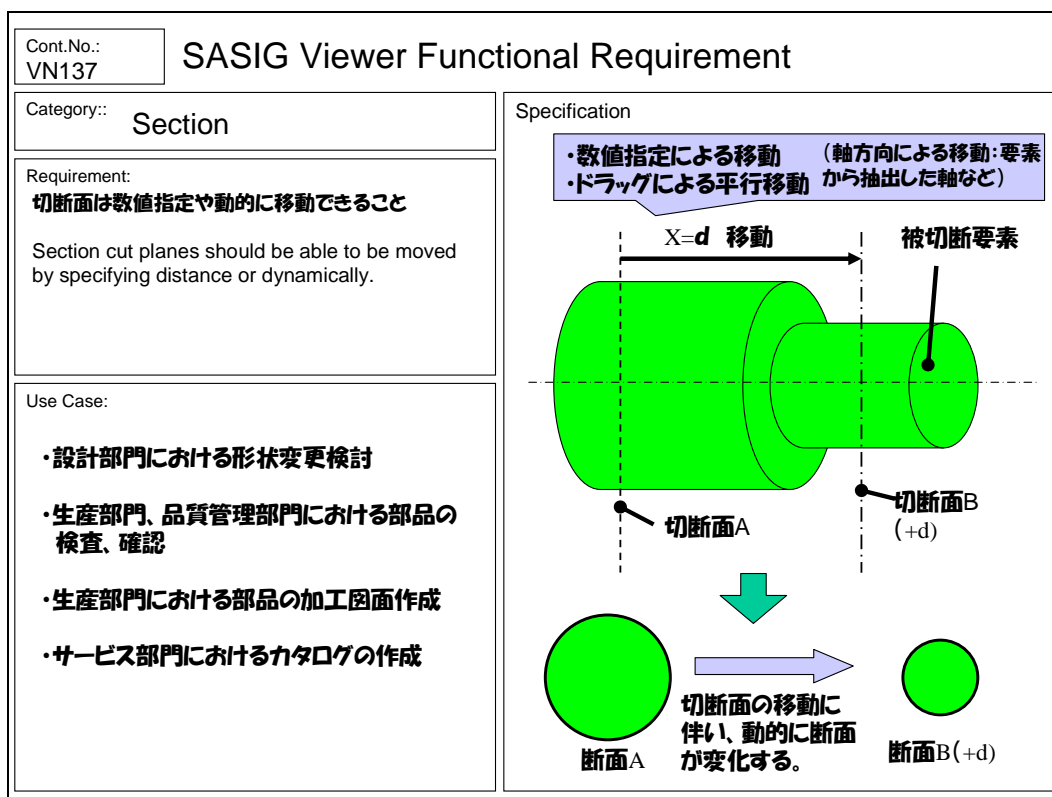 Cont.No.:
VN137
SASIG Viewer Functional Requirement
Category::
Section
Requirement:
切断面は数値指定や動的に移動できること
Section cut planes should be able to be moved
by specifying distance or dynamically.
Use Case:
・設計部門における形状変更検討
・生産部門、品質管理部門における部品の
検査、確認
・生産部門における部品の加工図面作成
・サービス部門におけるカタログの作成
Specification
・数値指定による移動
・ドラッグによる平行移動
(軸方向による移動:要素
から抽出した軸など)
X=d 移動
被切断要素
切断面A
切断面B
(+d)
切断面の移動に
伴い、動的に断面
が変化する。
断面A
断面B(+d)